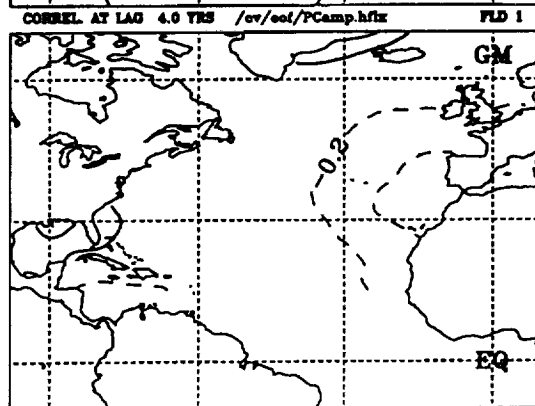 CORREL. AT LAG 4.0 YRS /cv/eof/PCamp.hflx FLD 1
GM
-0.2
EQ